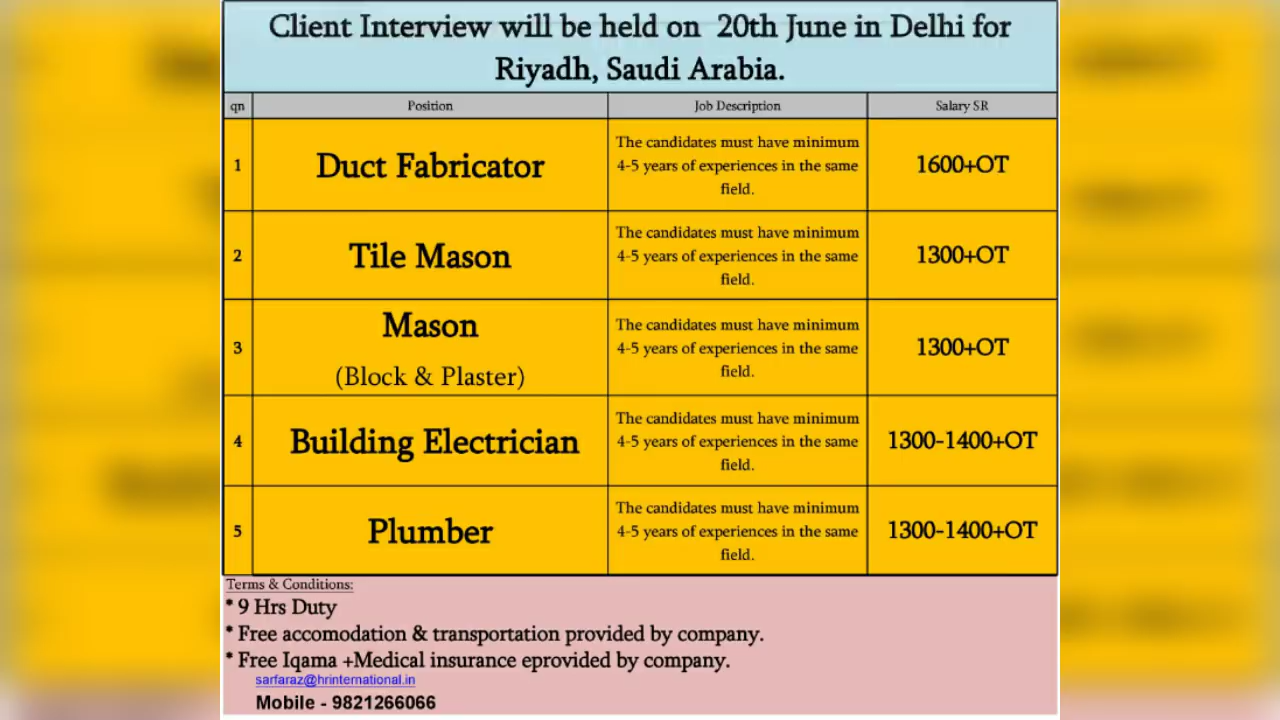 Client Interview will be held on 20th June in Delhi for
Riyadh, Saudi Arabia.
qn Position Job Description Salary SR
1 Duct Fabricator The candidates must have minimum 4-5 years of experiences in the same field. 1600+OT
2 Tile Mason The candidates must have minimum 4-5 years of experiences in the same field. 1300+OT
3 Mason (Block & Plaster) The candidates must have minimum 4-5 years of experiences in the same field. 1300+OT
4 Building Electrician The candidates must have minimum 4-5 years of experiences in the same field. 1300-1400+OT
5 Plumber The candidates must have minimum 4-5 years of experiences in the same field. 1300-1400+OT
Terms & Conditions:
* 9 Hrs Duty
* Free accomodation & transportation provided by company.
* Free Iqama +Medical insurance eprovided by company.
sarfaraz@hrinternational.in
Mobile - 9821266066